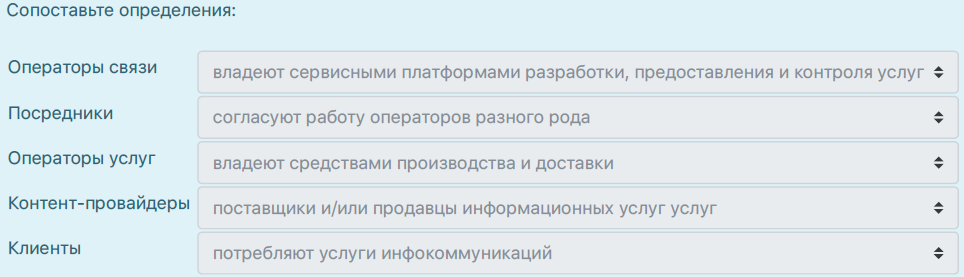 Сопоставьте определения:
Операторы связи владеют сервисными платформами разработки, предоставления и контроля услуг
Посредники согласуют работу операторов разного рода
Операторы услуг владеют средствами производства и доставки
Контент-провайдеры поставщики и/или продавцы информационных услуг услуг
Клиенты потребляют услуги инфокоммуникаций